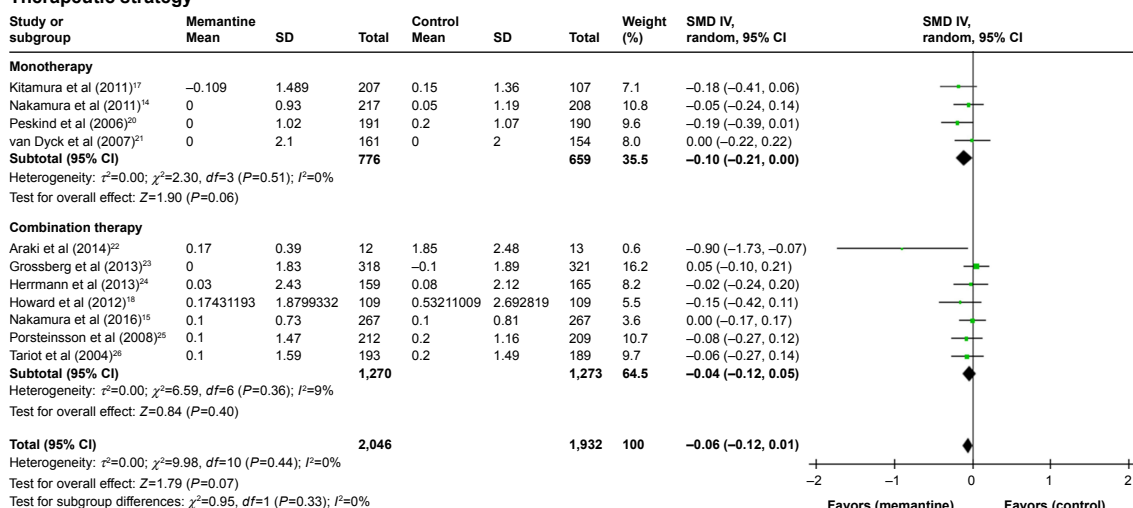 Therapeutic strategy
Study or subgroup Memantine Mean SD Total Control Mean SD Total Weight (%) SMD IV, random, 95% CI SMD IV, random, 95% CI
Monotherapy
Kitamura et al (2011)17 −0.109 1.489 207 0.15 1.36 107 7.1 −0.18 (−0.41, 0.06)
Nakamura et al (2011)14 0 0.93 217 0.05 1.19 208 10.8 −0.05 (−0.24, 0.14)
Peskind et al (2006)20 0 1.02 191 0.2 1.07 190 9.6 −0.19 (−0.39, 0.01)
van Dyck et al (2007)21 0 2.1 161 0 2 154 8.0 0.00 (−0.22, 0.22)
Subtotal (95% CI) 776 659 35.5 −0.10 (−0.21, 0.00)
Heterogeneity: τ²=0.00; χ²=2.30, df=3 (P=0.51); I²=0%
Test for overall effect: Z=1.90 (P=0.06)
Combination therapy
Araki et al (2014)22 0.17 0.39 12 1.85 2.48 13 0.6 −0.90 (−1.73, −0.07)
Grossberg et al (2013)23 0 1.83 318 −0.1 1.89 321 16.2 0.05 (−0.10, 0.21)
Herrmann et al (2013)24 0.03 2.43 159 0.08 2.12 165 8.2 −0.02 (−0.24, 0.20)
Howard et al (2012)18 0.17431193 1.8799332 109 0.53211009 2.692819 109 5.5 −0.15 (−0.42, 0.11)
Nakamura et al (2016)15 0.1 0.73 267 0.1 0.81 267 3.6 0.00 (−0.17, 0.17)
Porsteinsson et al (2008)25 0.1 1.47 212 0.2 1.16 209 10.7 −0.08 (−0.27, 0.12)
Tariot et al (2004)26 0.1 1.59 193 0.2 1.49 189 9.7 −0.06 (−0.27, 0.14)
Subtotal (95% CI) 1,270 1,273 64.5 −0.04 (−0.12, 0.05)
Heterogeneity: τ²=0.00; χ²=6.59, df=6 (P=0.36); I²=9%
Test for overall effect: Z=0.84 (P=0.40)
Total (95% CI) 2,046 1,932 100 −0.06 (−0.12, 0.01)
Heterogeneity: τ²=0.00; χ²=9.98, df=10 (P=0.44); I²=0%
Test for overall effect: Z=1.79 (P=0.07)
Test for subgroup differences: χ²=0.95, df=1 (P=0.33); I²=0%
−2 −1 0 1 2
Favors (memantine) Favors (control)